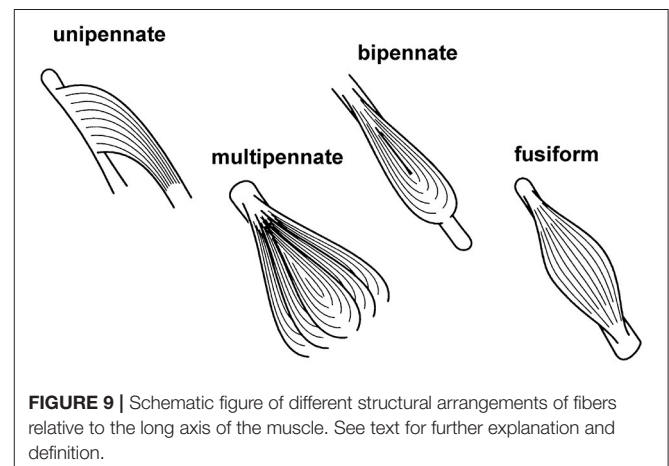 unipennate
bipennate
multipennate
fusiform
FIGURE 9 | Schematic figure of different structural arrangements of fibers
relative to the long axis of the muscle. See text for further explanation and
definition.